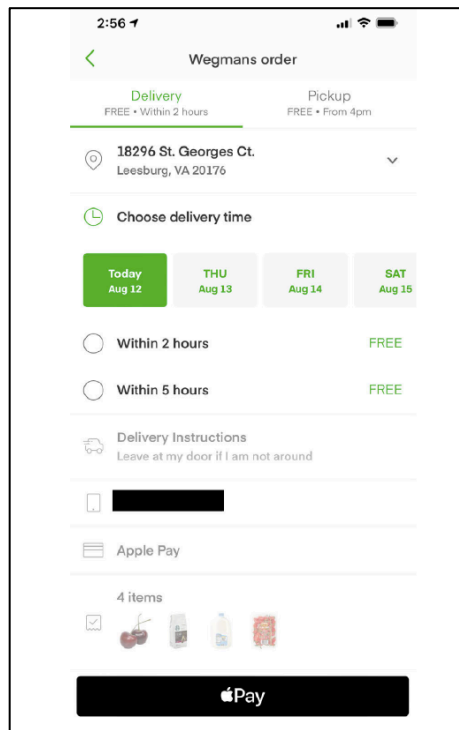 2:56
Wegmans order
Delivery
FREE • Within 2 hours
Pickup
FREE • From 4pm
18296 St. Georges Ct.
Leesburg, VA 20176
Choose delivery time
Today
Aug 12
THU
Aug 13
FRI
Aug 14
SAT
Aug 15
Within 2 hours FREE
Within 5 hours FREE
Delivery Instructions
Leave at my door if I am not around
Apple Pay
4 items
Pay